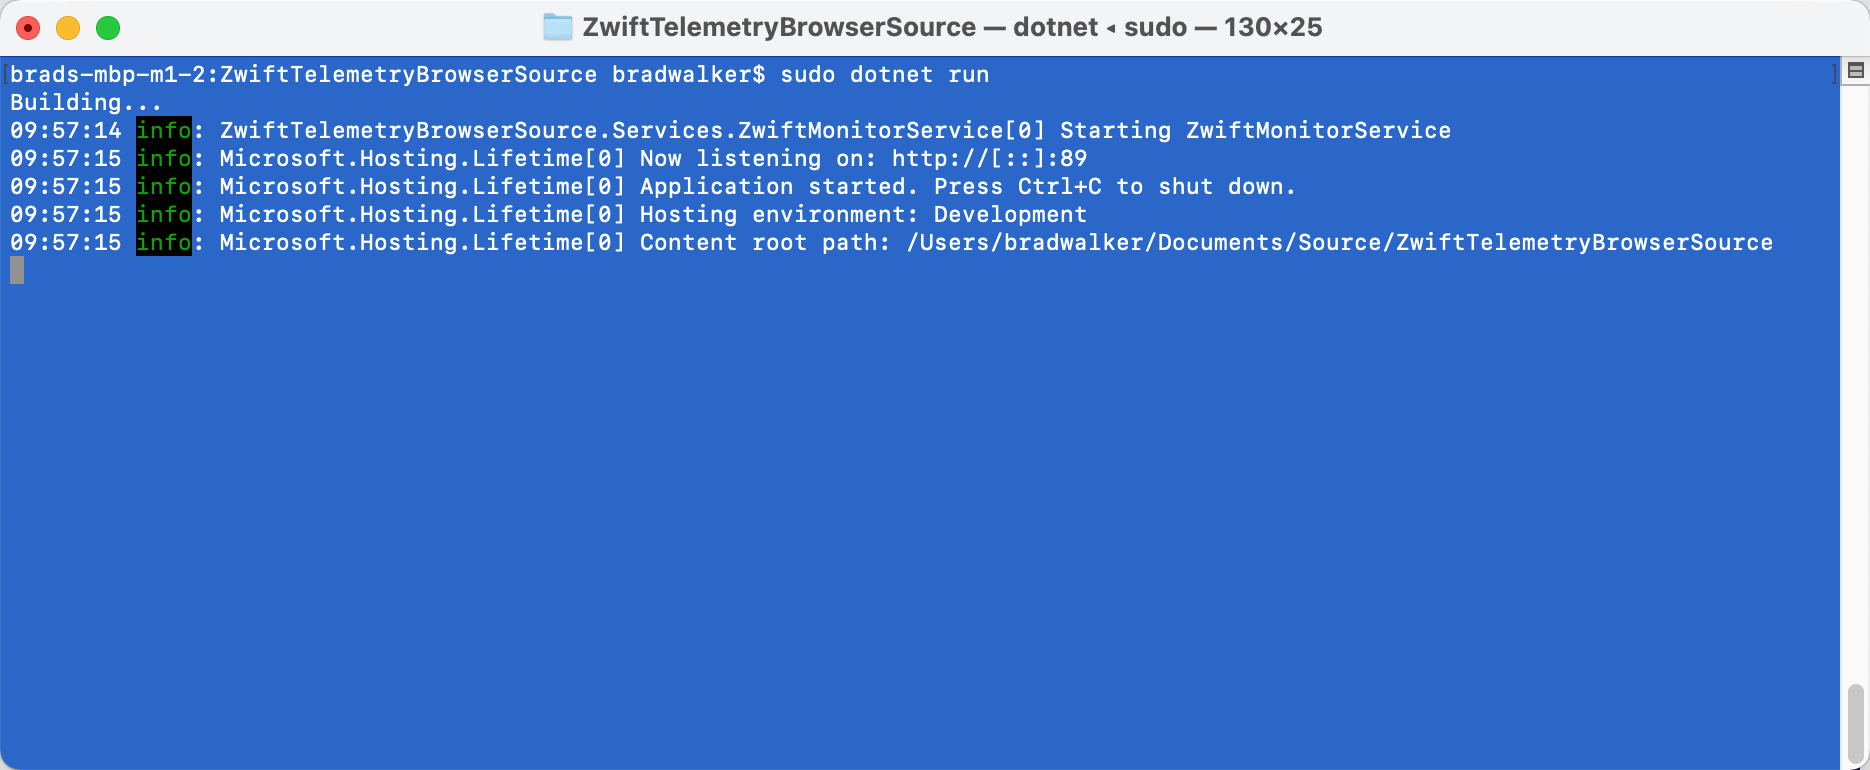 ZwiftTelemetryBrowserSource — dotnet ◂ sudo — 130×25
[brads-mbp-m1-2:ZwiftTelemetryBrowserSource bradwalker$ sudo dotnet run ]
Building...
09:57:14 info: ZwiftTelemetryBrowserSource.Services.ZwiftMonitorService[0] Starting ZwiftMonitorService
09:57:15 info: Microsoft.Hosting.Lifetime[0] Now listening on: http://[::]:89
09:57:15 info: Microsoft.Hosting.Lifetime[0] Application started. Press Ctrl+C to shut down.
09:57:15 info: Microsoft.Hosting.Lifetime[0] Hosting environment: Development
09:57:15 info: Microsoft.Hosting.Lifetime[0] Content root path: /Users/bradwalker/Documents/Source/ZwiftTelemetryBrowserSource